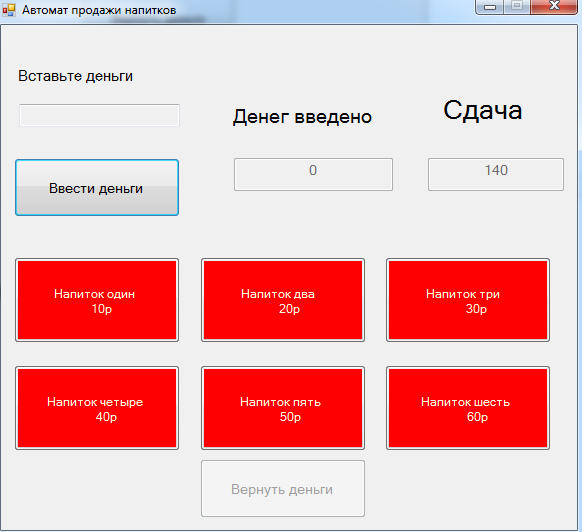 Автомат продажи напитков
Вставьте деньги
Денег введено
Сдача
Ввести деньги
0
140
Напиток один
10р
Напиток два
20р
Напиток три
30р
Напиток четыре
40р
Напиток пять
50р
Напиток шесть
60р
Вернуть деньги